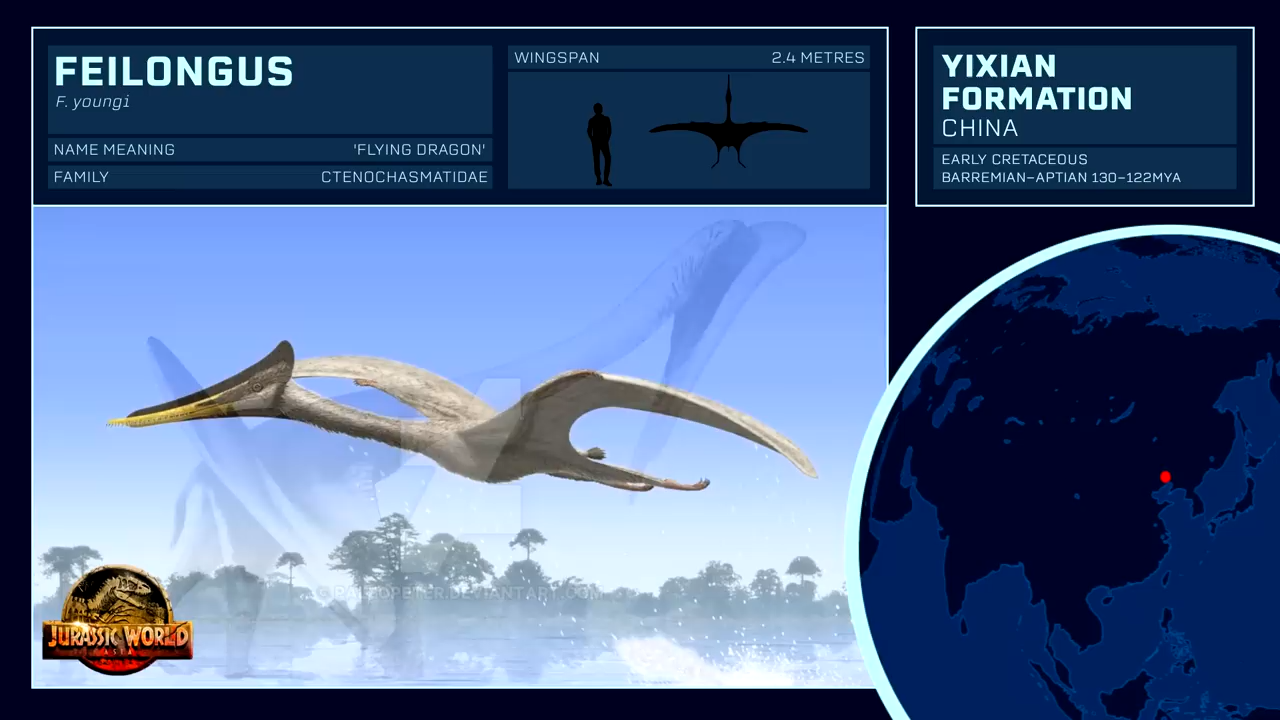 FEILONGUS
F. youngi
NAME MEANING 'FLYING DRAGON'
FAMILY CTENOCHASMATIDAE
WINGSPAN 2.4 METRES
YIXIAN
FORMATION
CHINA
EARLY CRETACEOUS
BARREMIAN–APTIAN 130–122MYA
JURASSIC WORLD
ASIA